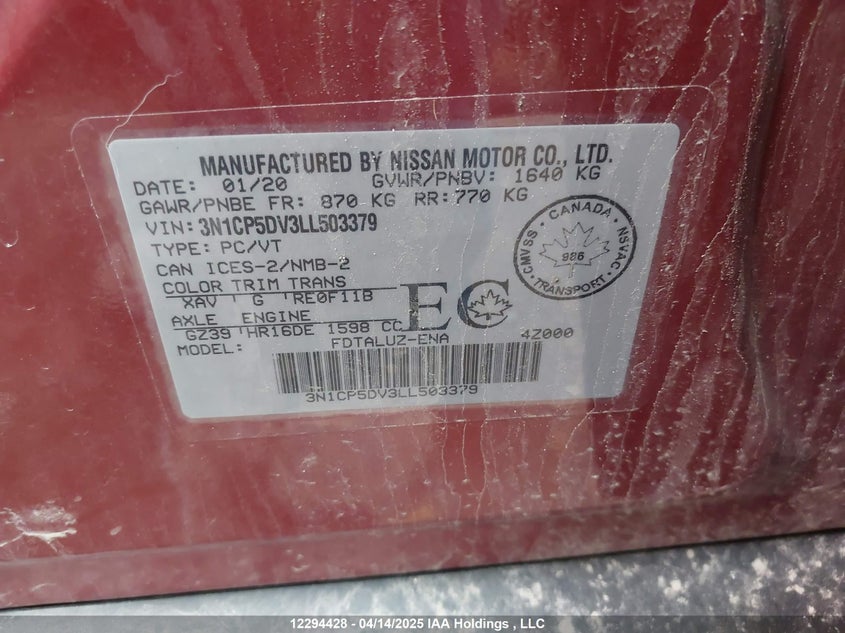 MANUFACTURED BY NISSAN MOTOR CO., LTD.
DATE: 01/20 GVWR/PNBV: 1640 KG
GAWR/PNBE FR: 870 KG RR: 770 KG
VIN: 3N1CP5DV3LL503379
TYPE: PC/VT
CAN ICES-2/NMB-2
COLOR TRIM TRANS
XAV G RE0F11B
AXLE ENGINE
GZ39 HR16DE 1598 CC
MODEL: FDTALUZ-ENA 4Z000
EC
CANADA
CMVSS 986 NSVAC
TRANSPORT
3N1CP5DV3LL503379
12294428 - 04/14/2025 IAA Holdings , LLC